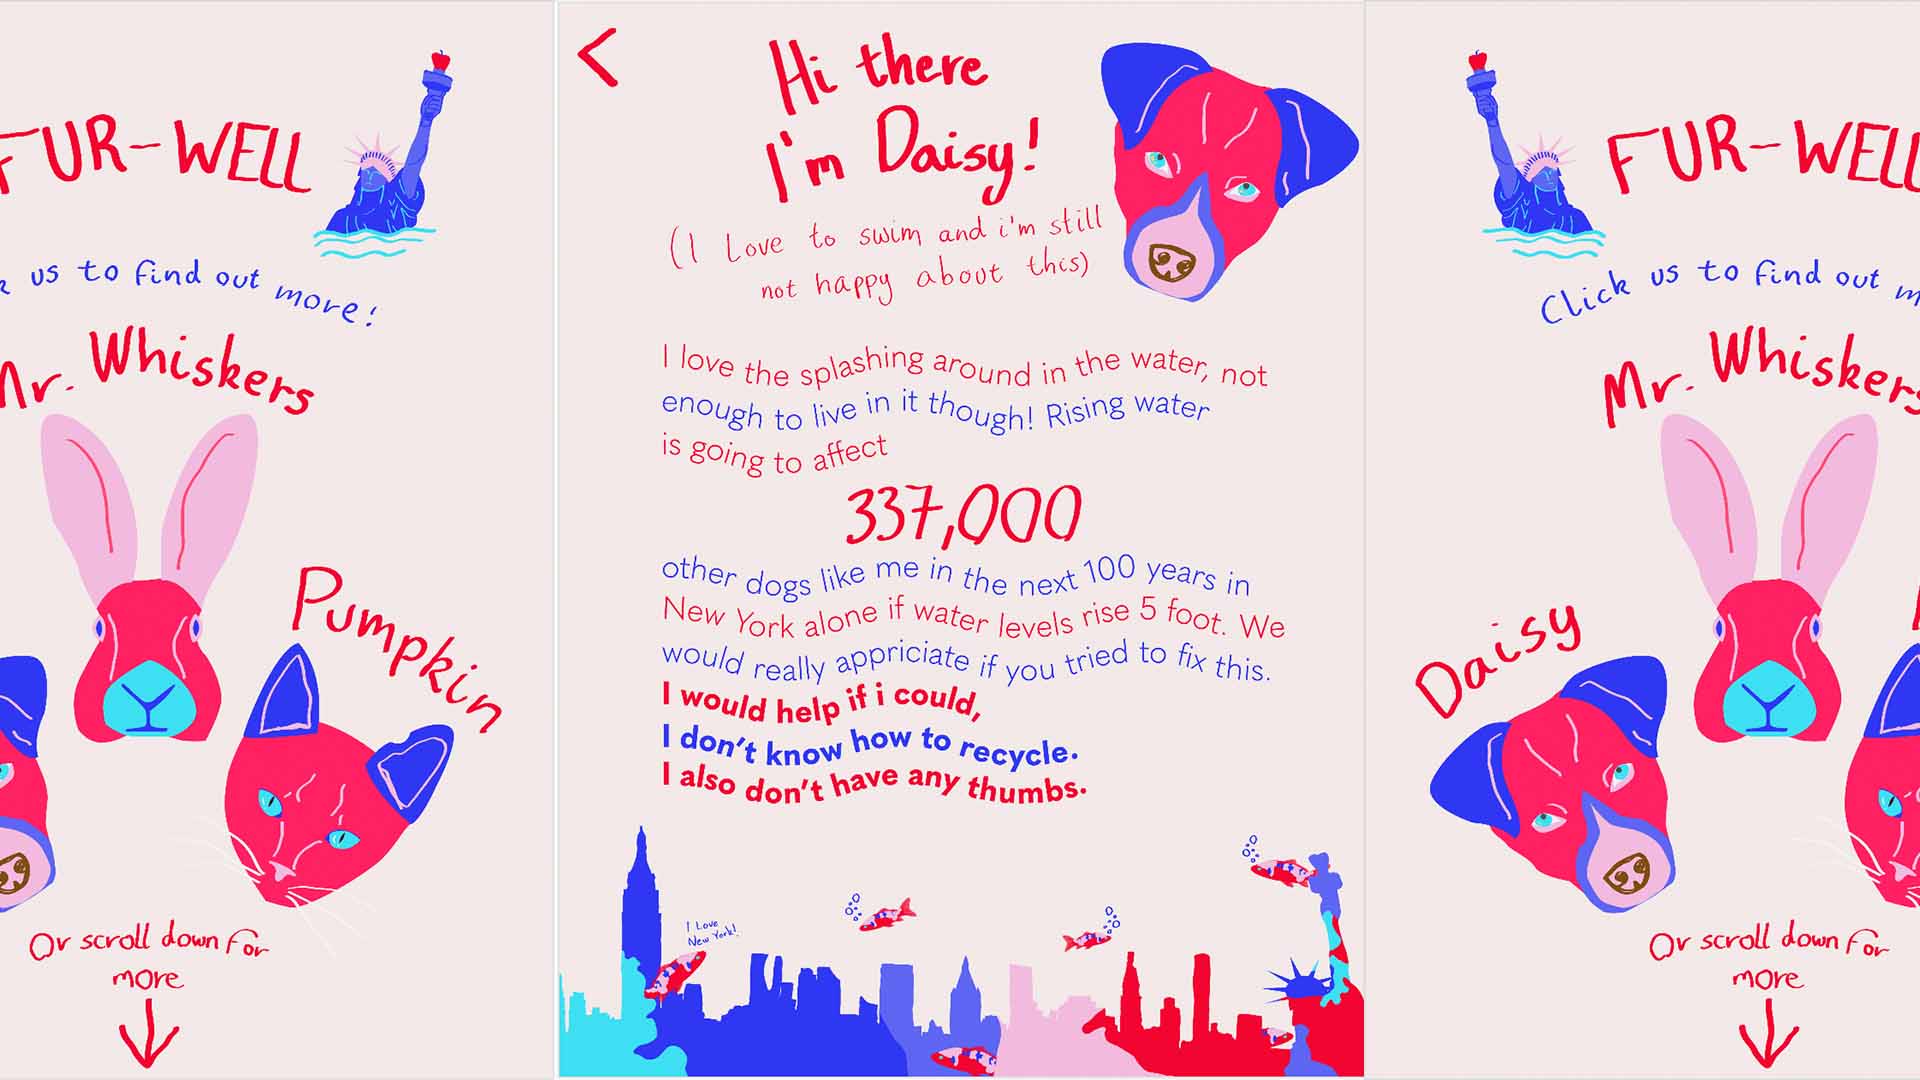 FUR-WELL
us to find out more!
Mr. Whiskers
Pumpkin
Or scroll down for
more
<
Hi there
I'm Daisy!
(I Love to swim and i'm still
not happy about this)
I love the splashing around in the water, not
enough to live in it though! Rising water
is going to affect
337,000
other dogs like me in the next 100 years in
New York alone if water levels rise 5 foot. We
would really appriciate if you tried to fix this.
I would help if i could,
I don't know how to recycle.
I also don't have any thumbs.
I Love
New York!
FUR-WELL
Click us to find out m
Mr. Whiskers
Daisy
Or scroll down for
more